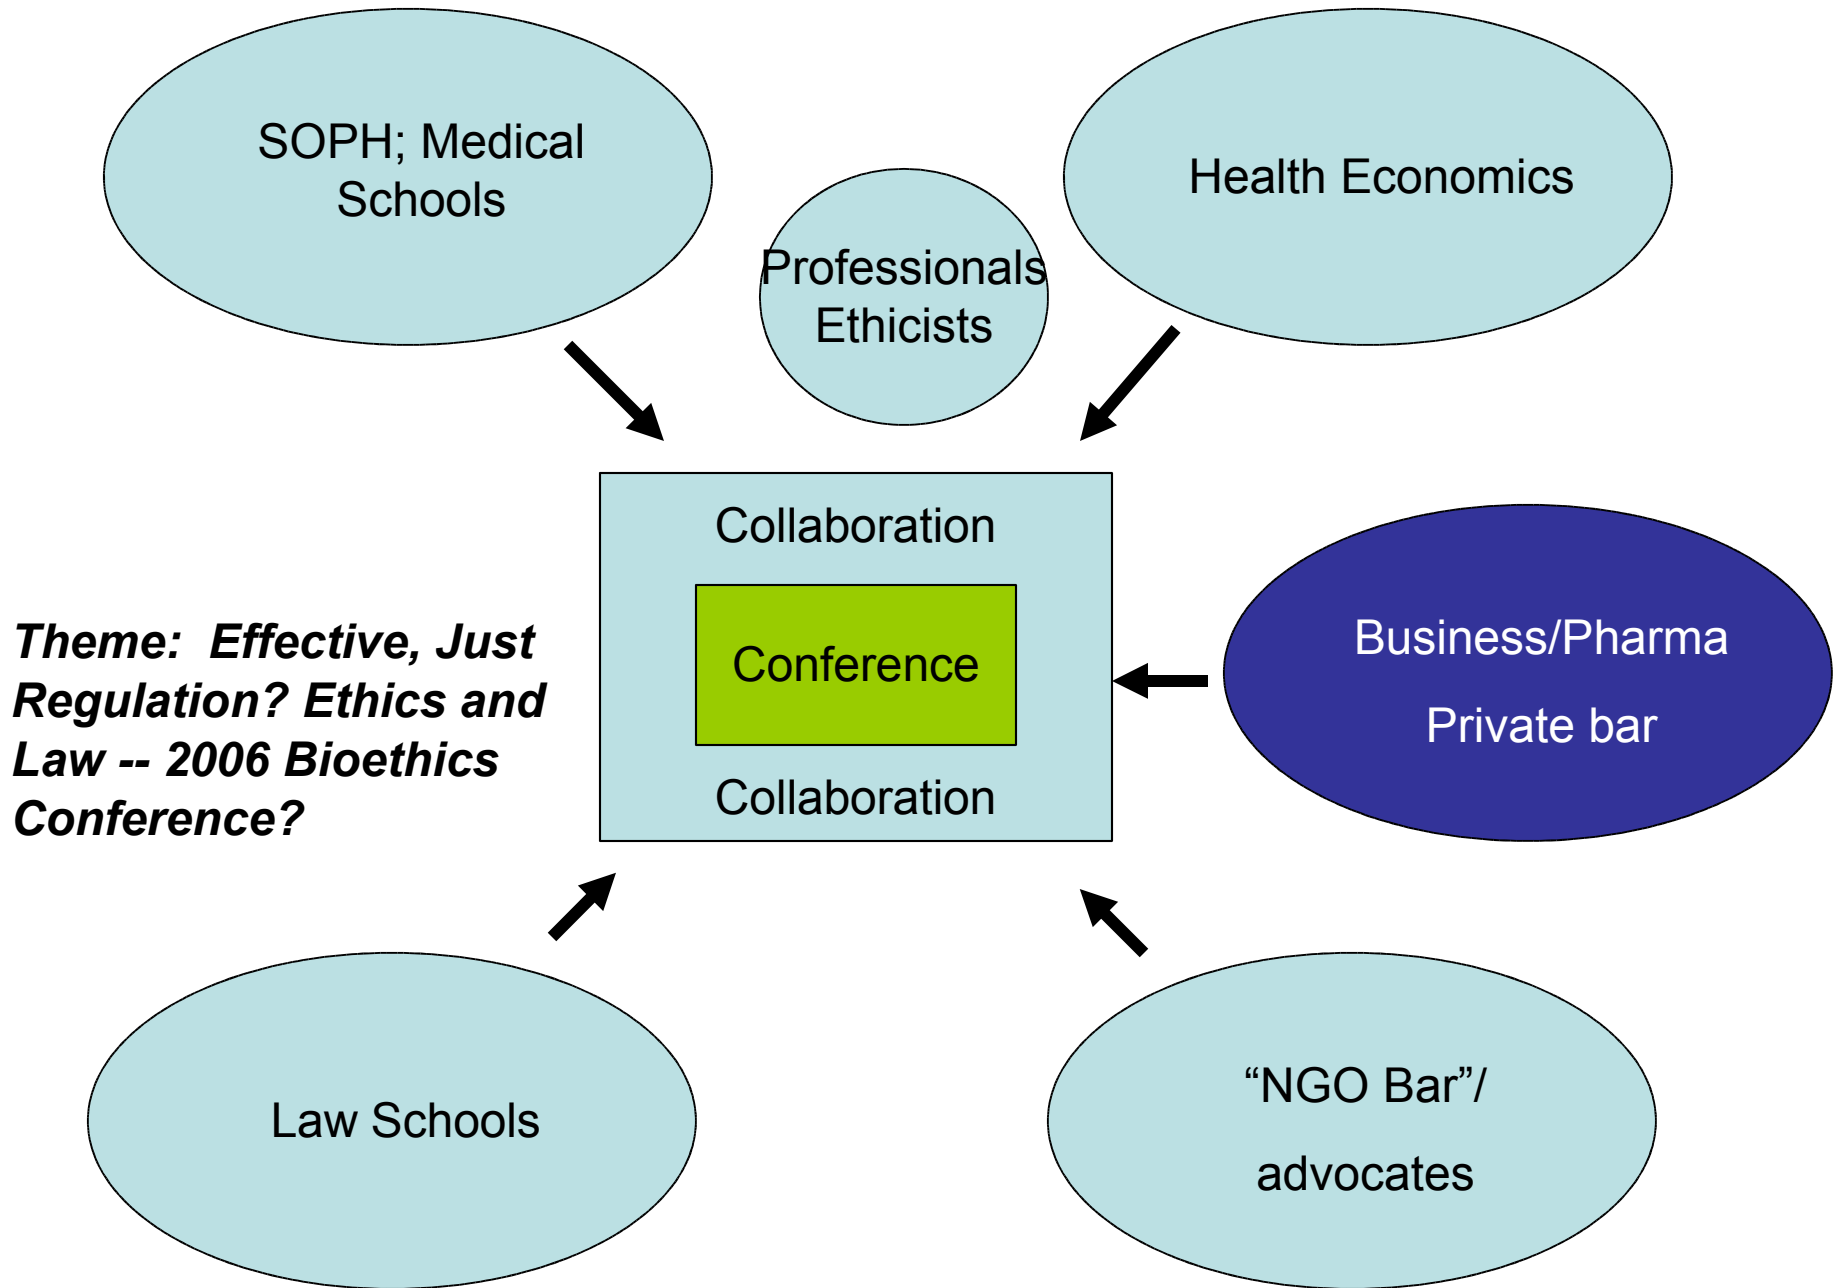 SOPH; Medical
Schools
Health Economics
Professionals
Ethicists
Collaboration
Conference
Collaboration
Theme:  Effective, Just
Regulation? Ethics and
Law -- 2006 Bioethics
Conference?
Business/Pharma
Private bar
Law Schools
“NGO Bar”/
advocates